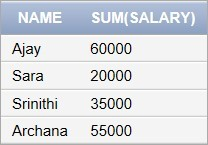 NAME SUM(SALARY)
Ajay 60000
Sara 20000
Srinithi 35000
Archana 55000